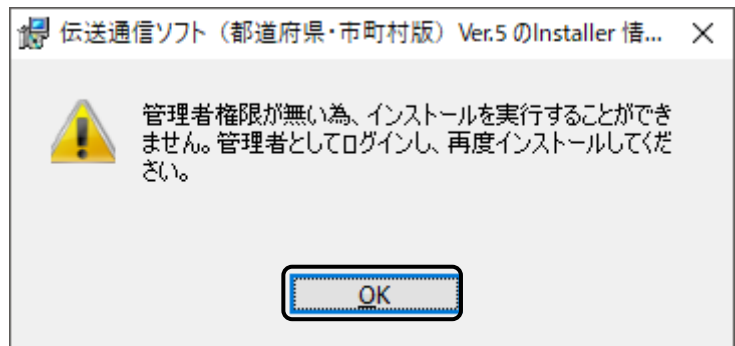 伝送通信ソフト（都道府県・市町村版） Ver.5 のInstaller 情...
管理者権限が無い為、インストールを実行することができ
ません。管理者としてログインし、再度インストールしてくだ
さい。
OK